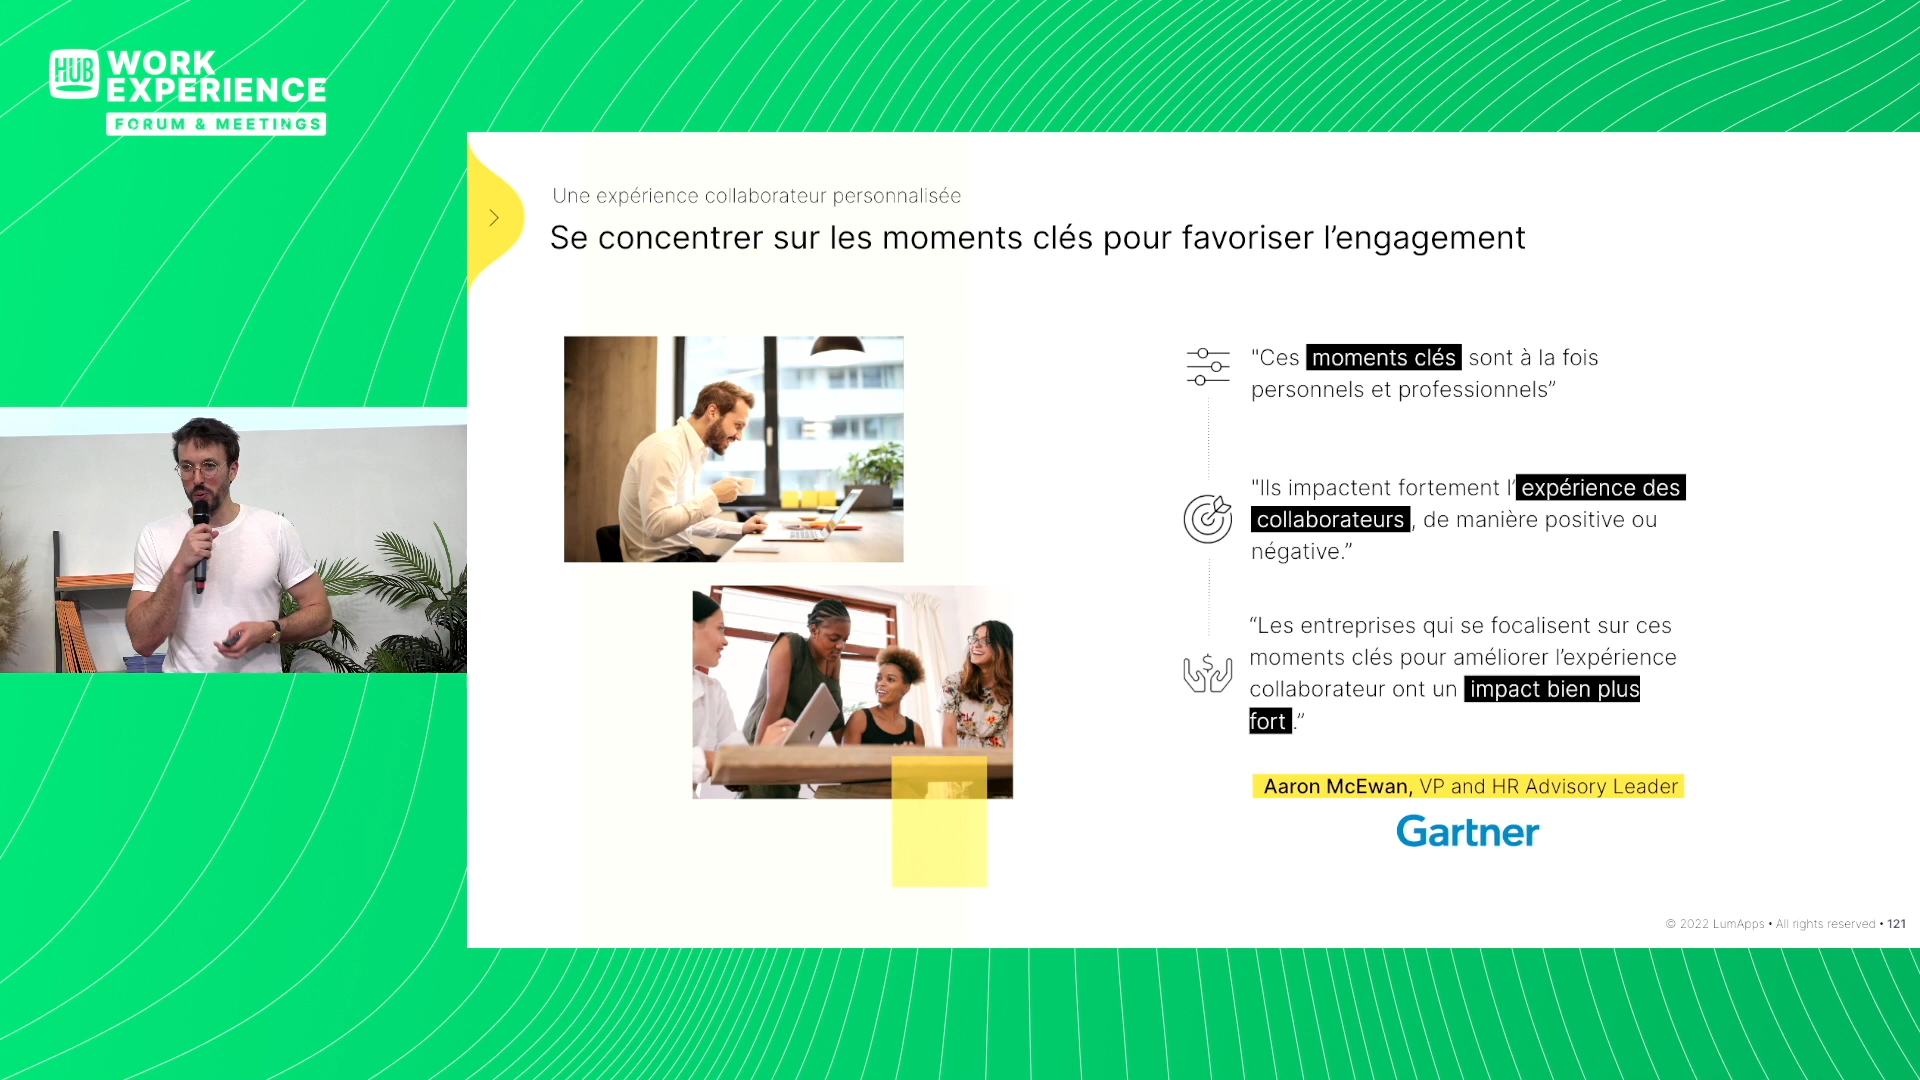 HUB
WORK
EXPERIENCE
FORUM & MEETINGS
Une expérience collaborateur personnalisée
Se concentrer sur les moments clés pour favoriser l’engagement
"Ces moments clés sont à la fois
personnels et professionnels”
"Ils impactent fortement l’expérience des
collaborateurs, de manière positive ou
négative.”
“Les entreprises qui se focalisent sur ces
moments clés pour améliorer l’expérience
collaborateur ont un impact bien plus
fort.”
Aaron McEwan, VP and HR Advisory Leader
Gartner
© 2022 LumApps • All rights reserved • 121